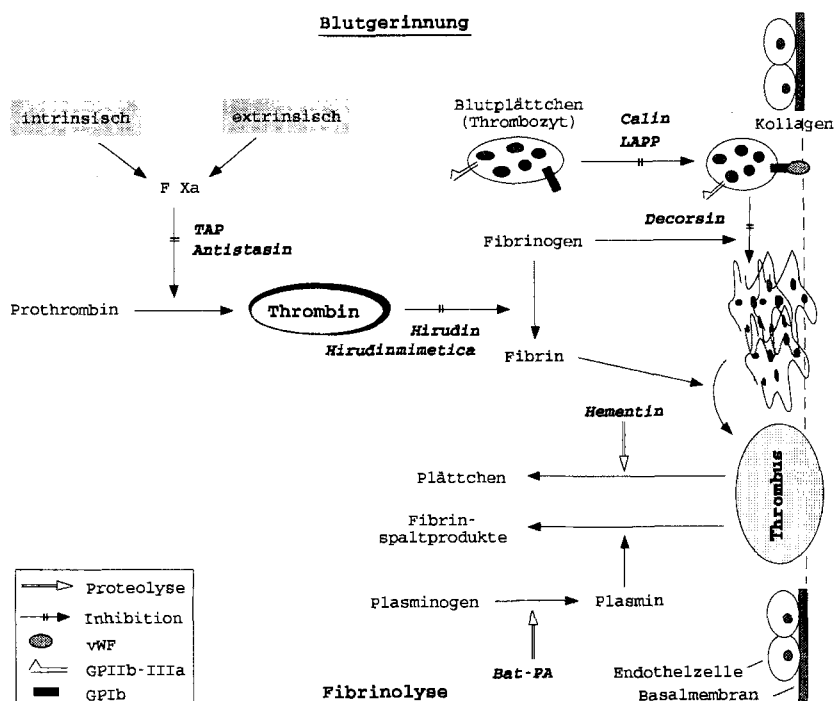 Blutgerinnung
intrinsisch
extrinsisch
F Xa
TAP
Antistasin
Prothrombin
Thrombin
Hirudin
Hirudinmimetica
Blutplättchen
(Thrombozyt)
Calin
LAPP
Kollagen
Decorsin
Fibrinogen
Fibrin
Hementin
Plättchen
Fibrin-
spaltprodukte
Thrombus
Plasminogen
Plasmin
Bat-PA
Fibrinolyse
Endothelzelle
Basalmembran
Proteolyse
Inhibition
vWF
GPIIb-IIIa
GPIb